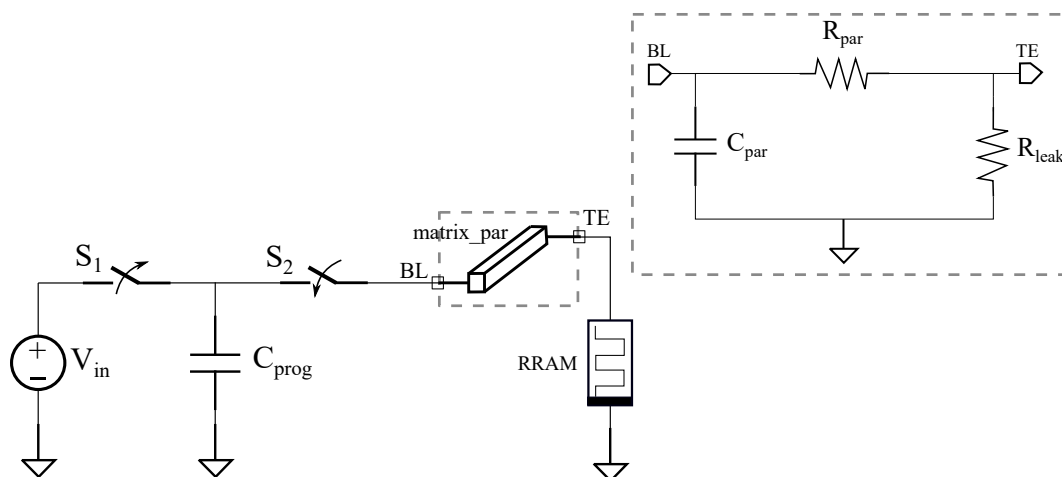 R_par
BL
TE
C_par
R_leak
matrix_par
TE
S_1
S_2
BL
+
−
V_in
C_prog
RRAM